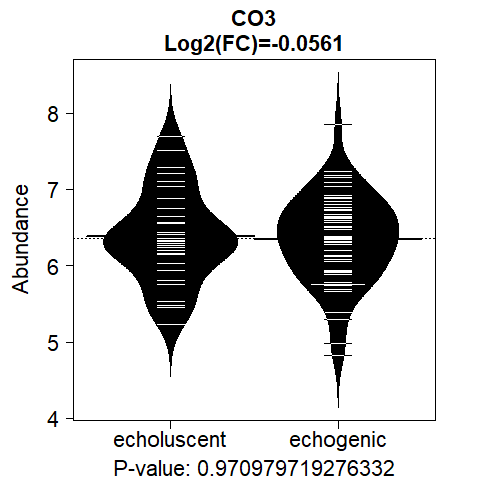 CO3
Log2(FC)=-0.0561
Abundance
8
7
6
5
4
echoluscent echogenic
P-value: 0.970979719276332